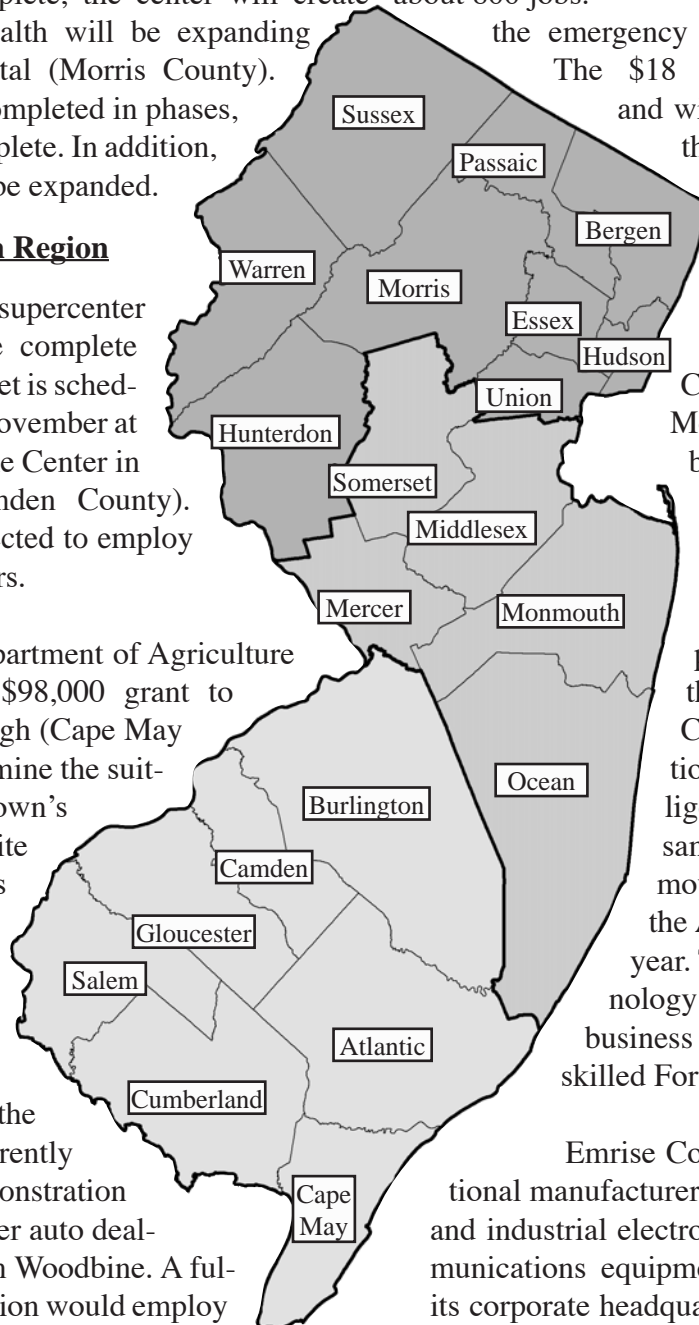 the center will create about 600 jobs.
alth will be expanding
tal (Morris County).
ompleted in phases,
plete. In addition,
be expanded.
Region
supercenter
complete
et is sched-
ovember at
e Center in
nden County).
cted to employ
rs.
partment of Agriculture
$98,000 grant to
gh (Cape May
mine the suit-
own's
ite
s
the
rently
onstration
er auto deal-
n Woodbine. A ful-
ion would employ
Sussex
Passaic
Bergen
Warren
Morris
Essex
Hudson
Union
Hunterdon
Somerset
Middlesex
Mercer
Monmouth
Ocean
Burlington
Camden
Gloucester
Salem
Atlantic
Cumberland
Cape
May
the emergency
The $18
and wi
th
C
M
b
th
C
tio
lig
san
mov
the A
year. T
nology
business
skilled For
Emrise Co
tional manufacturer
and industrial electro
munications equipme
its corporate headqua